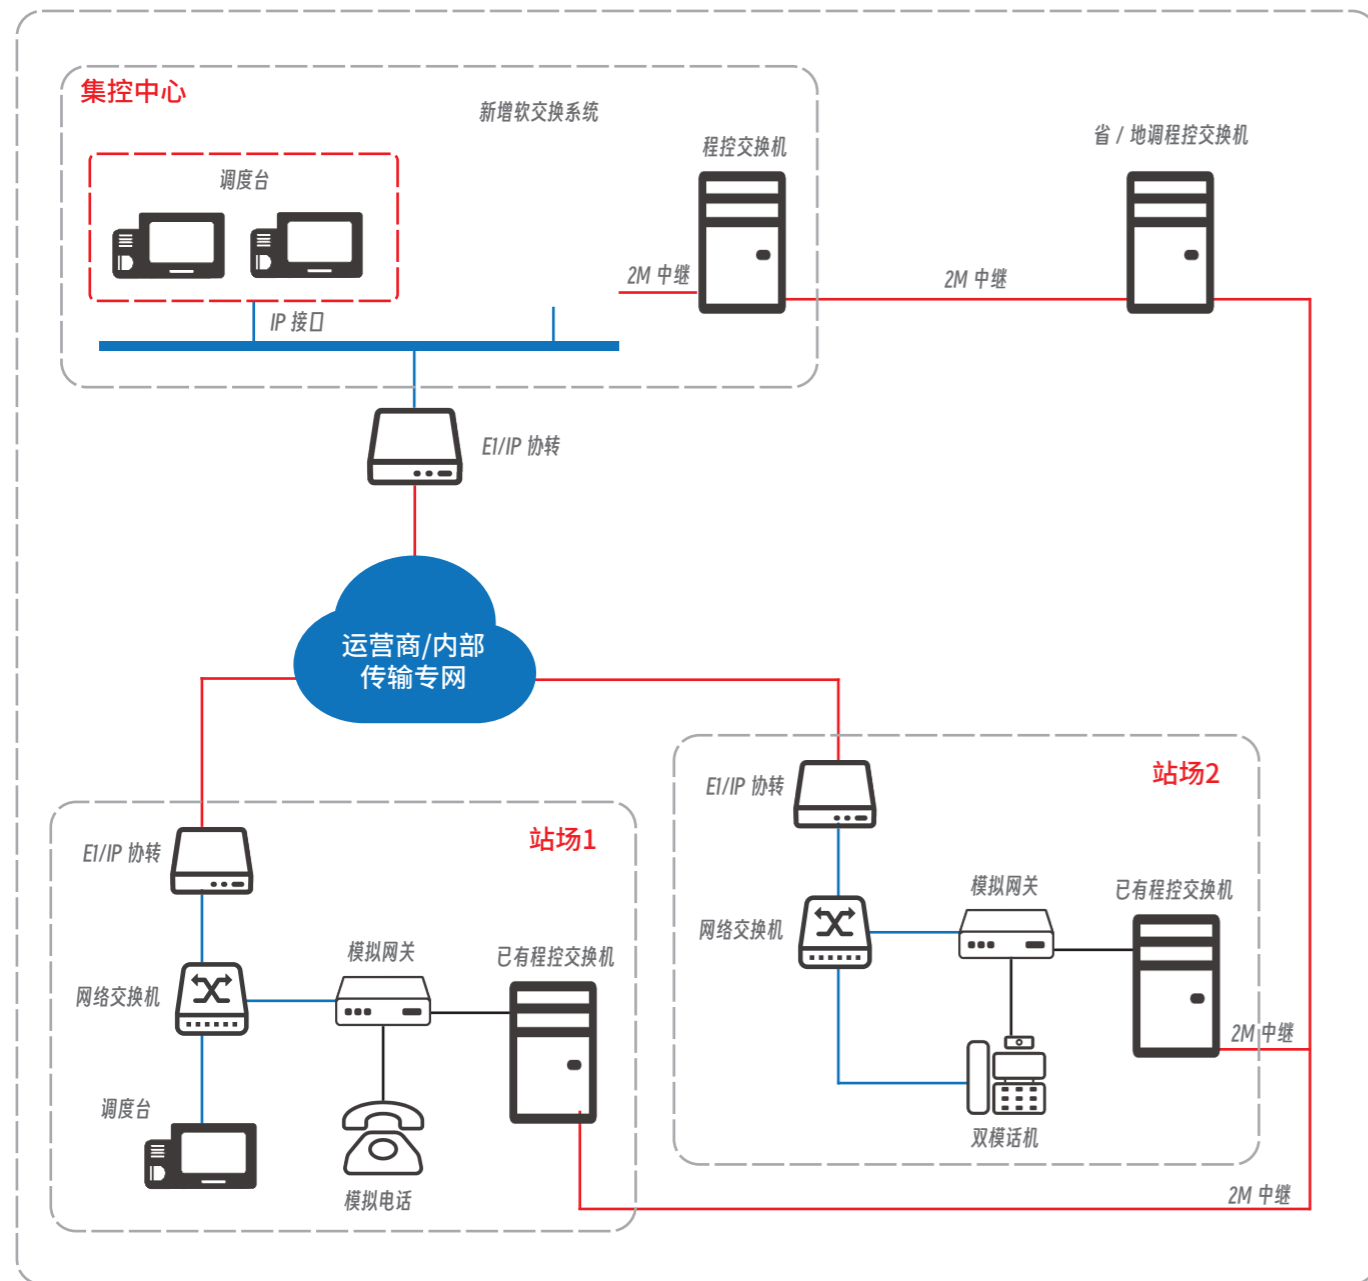 集控中心
新增软交换系统
程控交换机
省 / 地调程控交换机
调度台
2M 中继
2M 中继
IP 接口
E1/IP 协转
运营商/内部
传输专网
站场2
E1/IP 协转
站场1
E1/IP 协转
模拟网关
已有程控交换机
网络交换机
模拟网关
已有程控交换机
网络交换机
2M 中继
调度台
双模话机
模拟电话
2M 中继